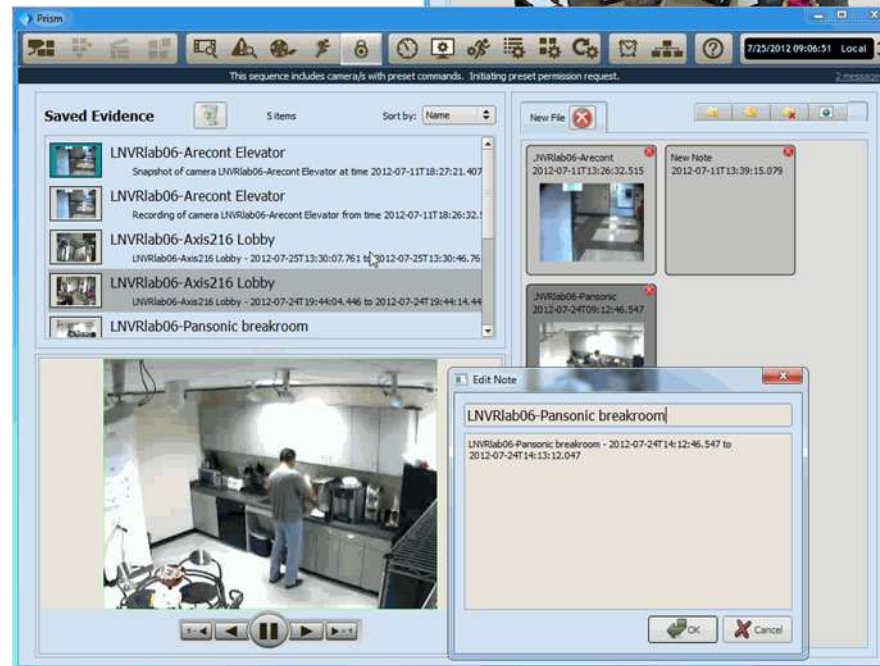 Prism
7/25/2012 09:06:51 Local
This sequence includes camera/s with preset commands. Initiating preset permission request.
2 message
Saved Evidence
5 items
Sort by: Name
New File
LNVRlab06-Arecont Elevator
Snapshot of camera LNVRlab06-Arecont Elevator at time 2012-07-11T18:27:21.407
LNVRlab06-Arecont Elevator
Recording of camera LNVRlab06-Arecont Elevator from time 2012-07-11T18:26:32.
LNVRlab06-Axis216 Lobby
LNVRlab06-Axis216 Lobby - 2012-07-25T13:30:07.761 to 2012-07-25T13:30:46.76
LNVRlab06-Axis216 Lobby
LNVRlab06-Axis216 Lobby - 2012-07-24T19:44:04.446 to 2012-07-24T19:44:14.44
LNVRlab06-Pansonic breakroom
.NVRlab06-Arecont
2012-07-11T13:26:32.515
New Note
2012-07-11T13:39:15.079
.NVRlab06-Pansonic
2012-07-24T09:12:46.547
Edit Note
LNVRlab06-Pansonic breakroom
LNVRlab06-Pansonic breakroom - 2012-07-24T14:12:46.547 to
2012-07-24T14:13:12.047
OK
Cancel